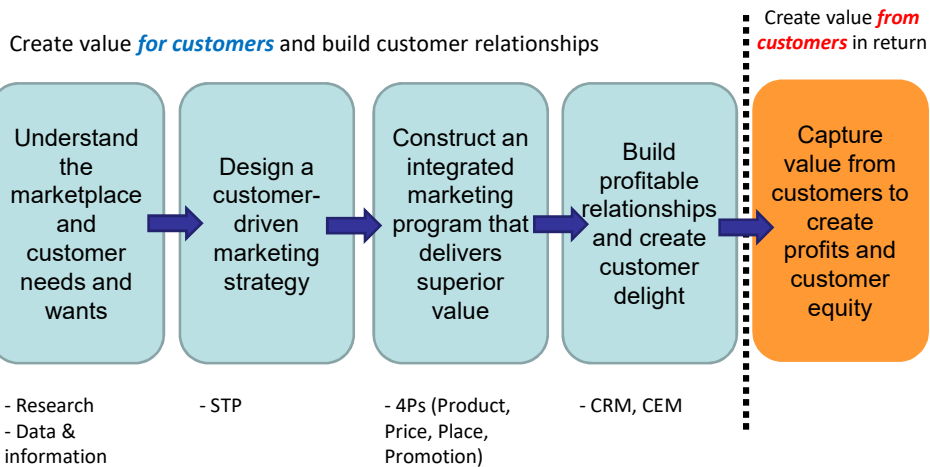 Create value for customers and build customer relationships
Create value from
customers in return
Understand
the
marketplace
and
customer
needs and
wants
Design a
customer-
driven
marketing
strategy
Construct an
integrated
marketing
program that
delivers
superior
value
Build
profitable
relationships
and create
customer
delight
Capture
value from
customers to
create
profits and
customer
equity
- Research
- Data &
information
- STP
- 4Ps (Product,
Price, Place,
Promotion)
- CRM, CEM